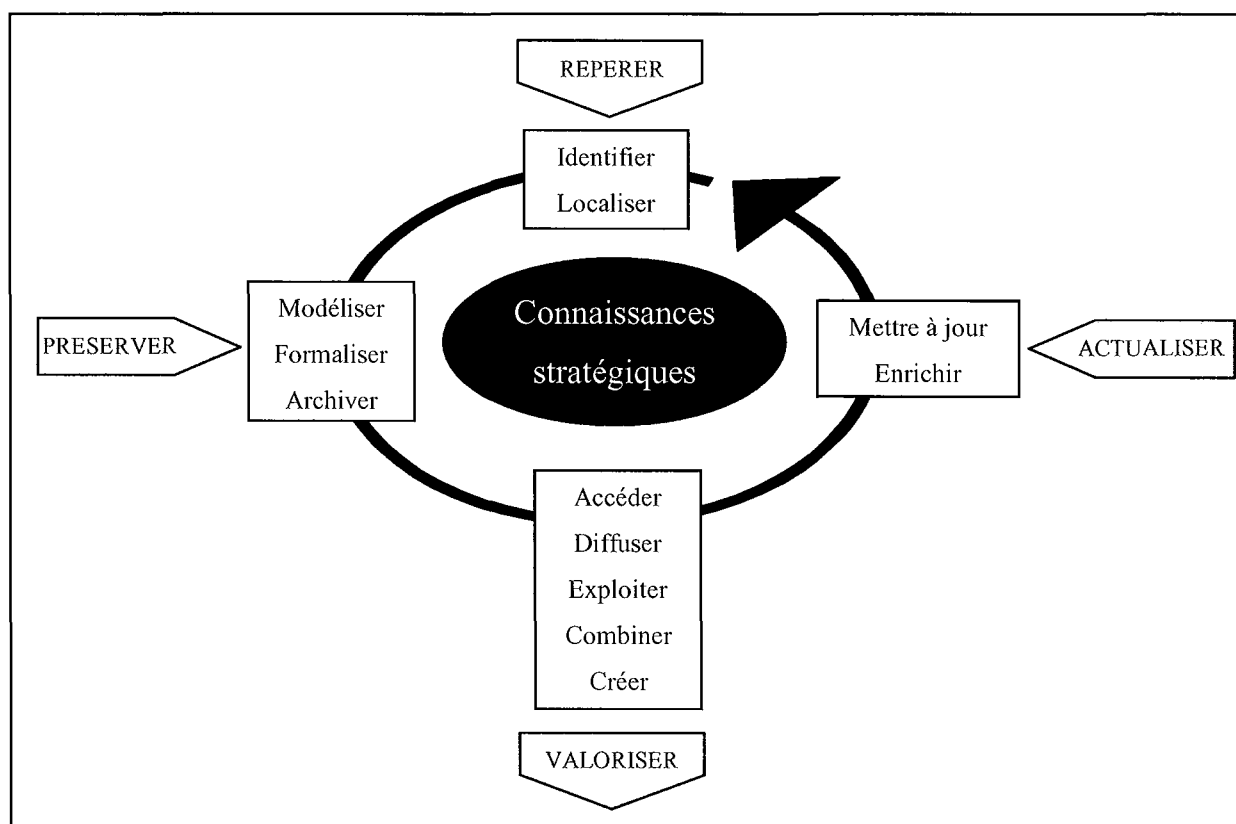 REPERER
Identifier
Localiser
Connaissances
stratégiques
PRESERVER
Modéliser
Formaliser
Archiver
Mettre à jour
Enrichir
ACTUALISER
Accéder
Diffuser
Exploiter
Combiner
Créer
VALORISER